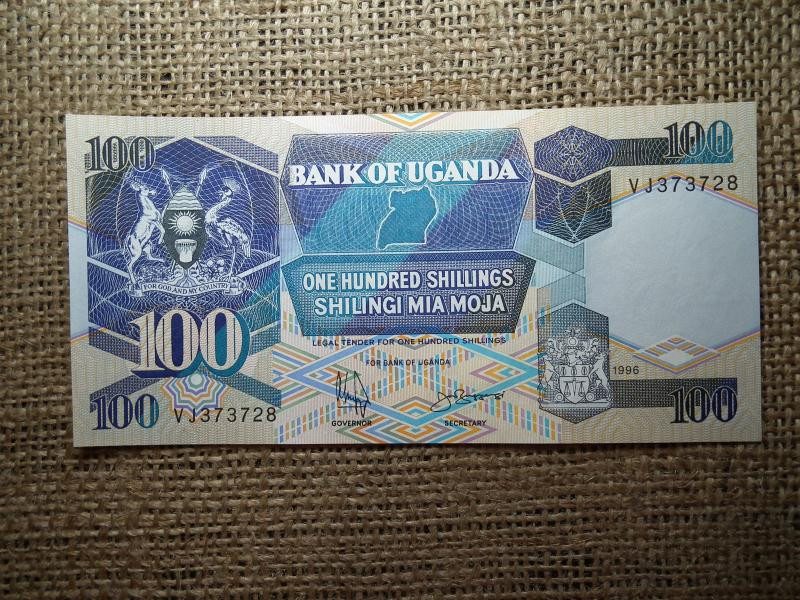 100
BANK OF UGANDA
100
VJ373728
FOR GOD AND MY COUNTRY
ONE HUNDRED SHILLINGS
SHILINGI MIA MOJA
100
LEGAL TENDER FOR ONE HUNDRED SHILLINGS
FOR BANK OF UGANDA
1996
100
VJ373728
GOVERNOR
SECRETARY
100